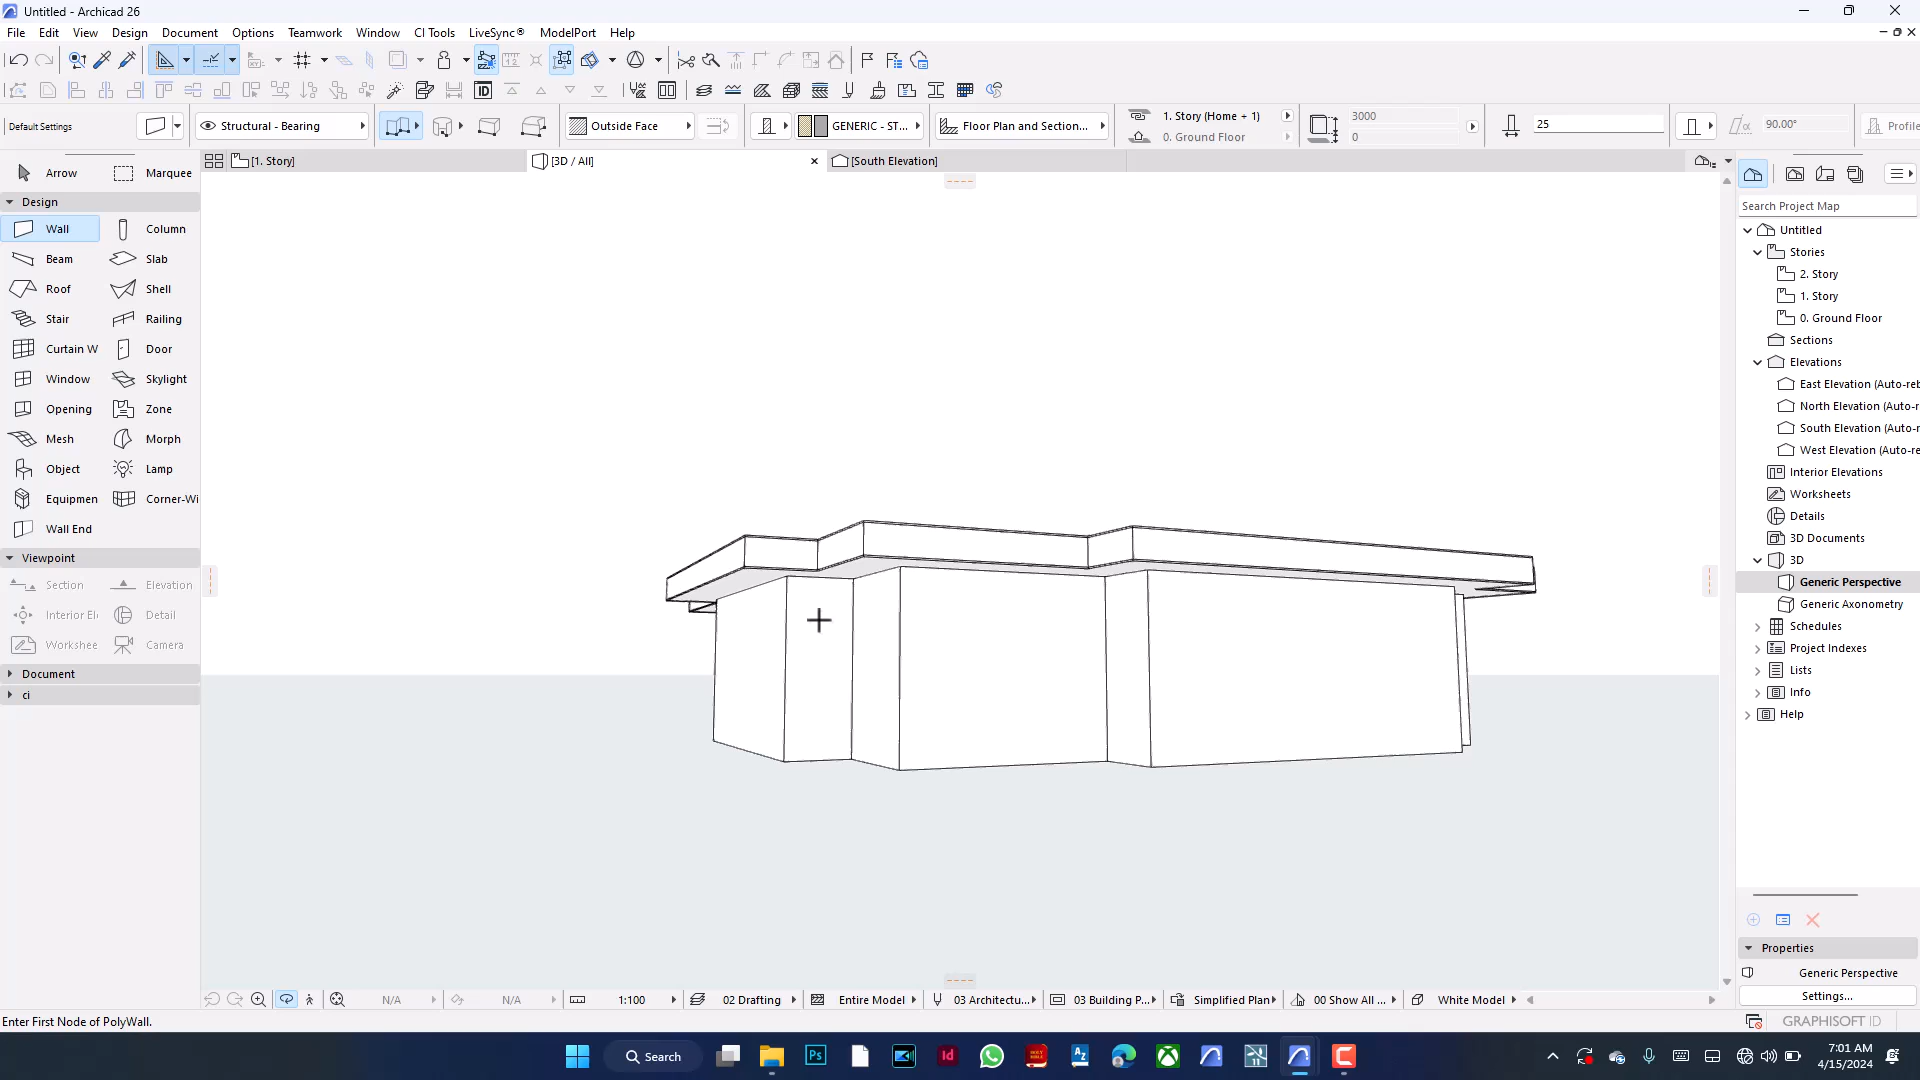 Untitled - Archicad 26
File Edit View Design Document Options Teamwork Window CI Tools LiveSync® ModelPort Help
Default Settings
Structural - Bearing
Outside Face
GENERIC - ST...
Floor Plan and Section...
1. Story (Home + 1)
0. Ground Floor
3000
0
25
90.00°
Profile
Arrow Marquee
[1. Story]
[3D / All]
[South Elevation]
Design
Wall Column
Beam Slab
Roof Shell
Stair Railing
Curtain W Door
Window Skylight
Opening Zone
Mesh Morph
Object Lamp
Equipmen Corner-Wi
Wall End
Viewpoint
Section Elevation
Interior El Detail
Workshee Camera
Document
ci
Search Project Map
Untitled
Stories
2. Story
1. Story
0. Ground Floor
Sections
Elevations
East Elevation (Auto-reb
North Elevation (Auto-r
South Elevation (Auto-r
West Elevation (Auto-re
Interior Elevations
Worksheets
Details
3D Documents
3D
Generic Perspective
Generic Axonometry
Schedules
Project Indexes
Lists
Info
Help
Properties
Generic Perspective
Settings...
N/A N/A 1:100 02 Drafting Entire Model 03 Architectu... 03 Building P... Simplified Plan 00 Show All ... White Model
Enter First Node of PolyWall.
GRAPHISOFT ID
Search
7:01 AM
4/15/2024